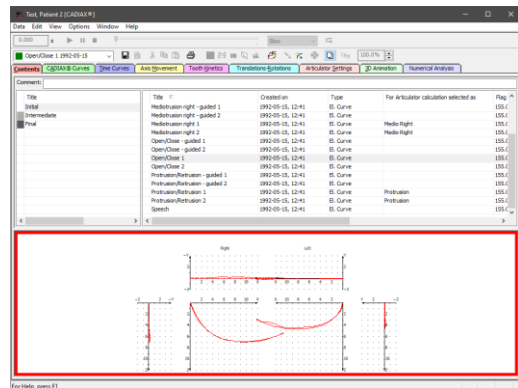 Test, Patient 2 [CADIAX®]
Data Edit View Options Window Help
0.000
Slow
Open/Close 1 1992-05-15
100.0%
Contents CADIAX® Curves Time Curves Axis Movement Tooth Kinetics Translations-Rotations Articulator Settings 3D Animation Numerical Analysis
Comment:
Title
Initial
Intermediate
Final
Title Created on Type For Articulator calculation selected as Flag
Mediotrusion right - guided 1 1992-05-15, 12:41 El. Curve
Mediotrusion right - guided 2 1992-05-15, 12:41 El. Curve
Mediotrusion right 1 1992-05-15, 12:41 El. Curve Medio Right
Mediotrusion right 2 1992-05-15, 12:41 El. Curve Medio Right
Open/Close - guided 1 1992-05-15, 12:41 El. Curve
Open/Close - guided 2 1992-05-15, 12:41 El. Curve
Open/Close 1 1992-05-15, 12:41 El. Curve
Open/Close 2 1992-05-15, 12:41 El. Curve
Protrusion/Retrusion - guided 1 1992-05-15, 12:41 El. Curve
Protrusion/Retrusion - guided 2 1992-05-15, 12:41 El. Curve
Protrusion/Retrusion 1 1992-05-15, 12:41 El. Curve Protrusion
Protrusion/Retrusion 2 1992-05-15, 12:41 El. Curve Protrusion
Speech 1992-05-15, 12:41 El. Curve
Right Left
For Help, press F1